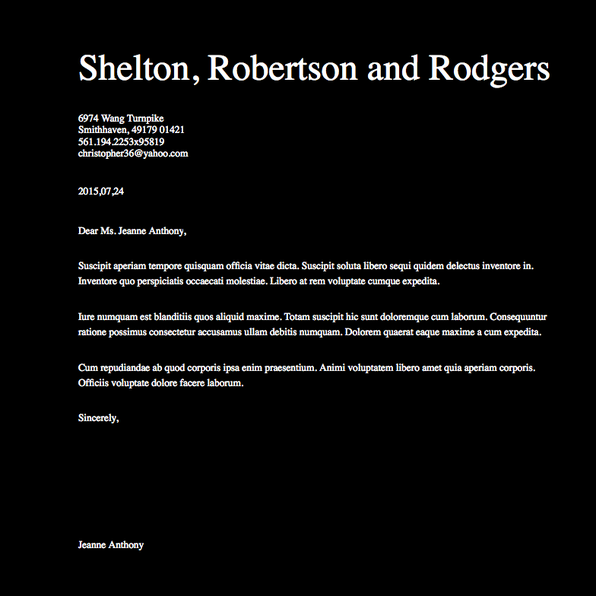 Shelton, Robertson and Rodgers
6974 Wang Turnpike
Smithhaven, 49179 01421
561.194.2253x95819
christopher36@yahoo.com
2015,07,24
Dear Ms. Jeanne Anthony,
Suscipit aperiam tempore quisquam officia vitae dicta. Suscipit soluta libero sequi quidem delectus inventore in.
Inventore quo perspiciatis occaecati molestiae. Libero at rem voluptate cumque expedita.
Iure numquam est blanditiis quos aliquid maxime. Totam suscipit hic sunt doloremque cum laborum. Consequuntur
ratione possimus consectetur accusamus ullam debitis numquam. Dolorem quaerat eaque maxime a cum expedita.
Cum repudiandae ab quod corporis ipsa enim praesentium. Animi voluptatem libero amet quia aperiam corporis.
Officiis voluptate dolore facere laborum.
Sincerely,
Jeanne Anthony